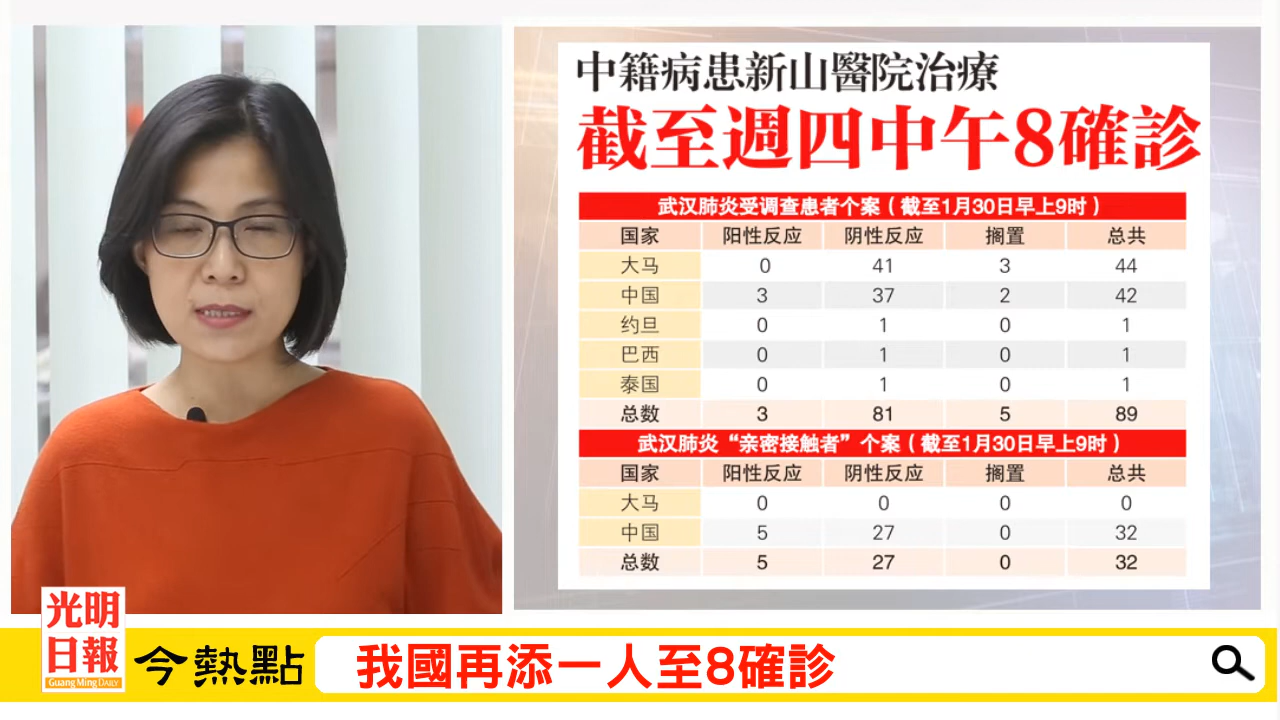 中籍病患新山醫院治療
截至週四中午8確診
武汉肺炎受调查患者个案（截至1月30日早上9时）
国家 阳性反应 阴性反应 搁置 总共
大马 0 41 3 44
中国 3 37 2 42
约旦 0 1 0 1
巴西 0 1 0 1
泰国 0 1 0 1
总数 3 81 5 89
武汉肺炎“亲密接触者”个案（截至1月30日早上9时）
国家 阳性反应 阴性反应 搁置 总共
大马 0 0 0 0
中国 5 27 0 32
总数 5 27 0 32
光明
日報
Guang Ming DAILY
今熱點
我國再添一人至8確診